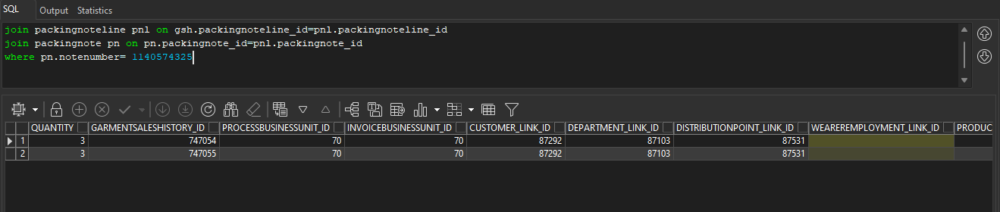 SQL Output Statistics
join packingnoteline pnl on gsh.packingnoteline_id=pnl.packingnoteline_id
join packingnote pn on pn.packingnote_id=pnl.packingnote_id
where pn.notenumber= 1140574325
QUANTITY GARMENTSALESHISTORY_ID PROCESSBUSINESSUNIT_ID INVOICEBUSINESSUNIT_ID CUSTOMER_LINK_ID DEPARTMENT_LINK_ID DISTRIBUTIONPOINT_LINK_ID WEAREREMPLOYMENT_LINK_ID PRODUC
1 3 747054 70 70 87292 87103 87531
2 3 747055 70 70 87292 87103 87531